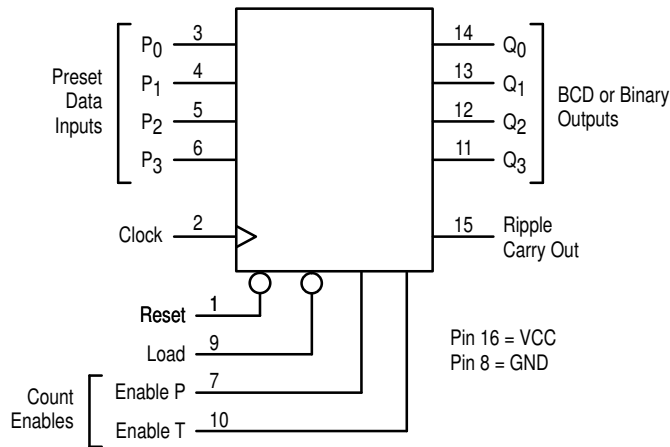 Preset
Data
Inputs
P0 3
P1 4
P2 5
P3 6
Clock 2
14 Q0
13 Q1
12 Q2
11 Q3
BCD or Binary
Outputs
15 Ripple
Carry Out
Reset 1
Load 9
Count
Enables
Enable P 7
Enable T 10
Pin 16 = VCC
Pin 8 = GND